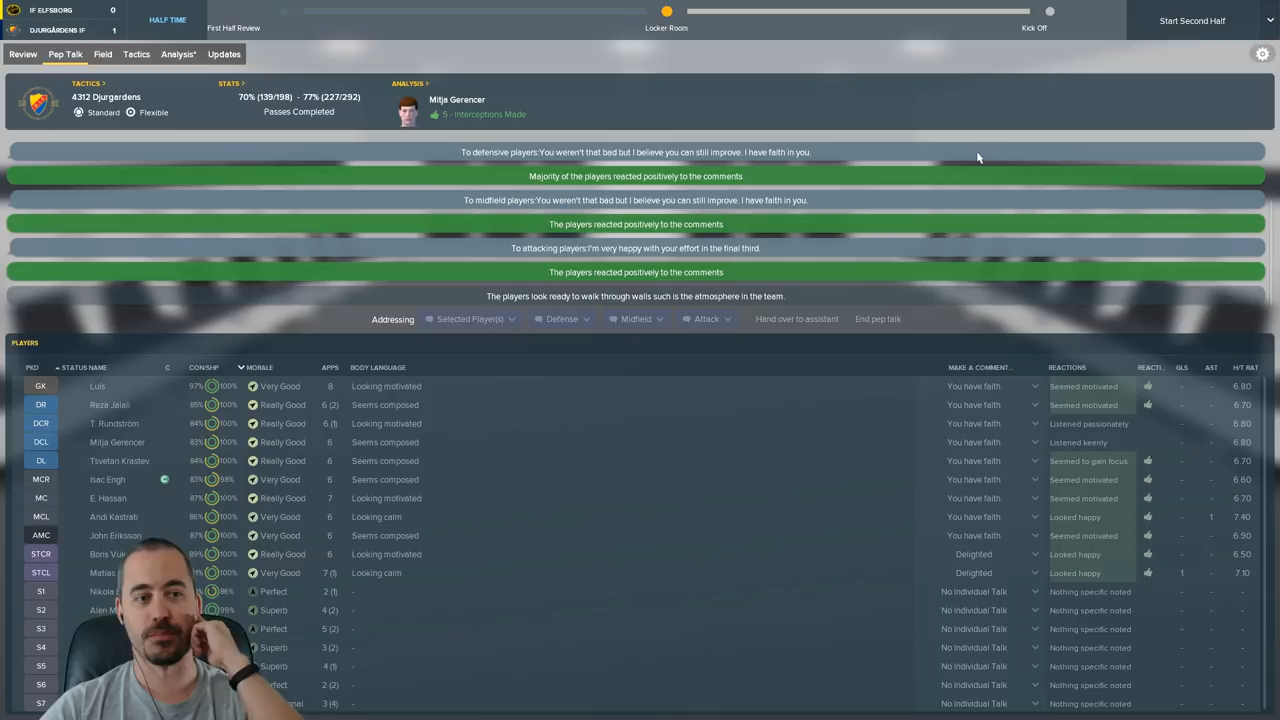 IF ELFSBORG 0
DJURGÅRDENS IF 1
HALF TIME
First Half Review
Locker Room
Kick Off
Start Second Half
Review Pep Talk Field Tactics Analysis* Updates
TACTICS >
4312 Djurgardens
Standard Flexible
STATS >
70% (139/198) - 77% (227/292)
Passes Completed
ANALYSIS >
Mitja Gerencer
5 - Interceptions Made
To defensive players:You weren't that bad but I believe you can still improve. I have faith in you.
Majority of the players reacted positively to the comments
To midfield players:You weren't that bad but I believe you can still improve. I have faith in you.
The players reacted positively to the comments
To attacking players:I'm very happy with your effort in the final third.
The players reacted positively to the comments
The players look ready to walk through walls such is the atmosphere in the team.
Addressing Selected Player(s) Defense Midfield Attack Hand over to assistant End pep talk
PLAYERS
PKD STATUS NAME C CON/SHP MORALE APPS BODY LANGUAGE MAKE A COMMENT... REACTIONS REACTI... GLS AST H/T RAT
GK Luís 97% 100% Very Good 8 Looking motivated You have faith Seemed motivated - - 6.80
DR Reza Jalali 85% 100% Really Good 6 (2) Seems composed You have faith Seemed motivated - - 6.70
DCR T. Rundström 84% 100% Really Good 6 (1) Looking motivated You have faith Listened passionately - - 6.80
DCL Mitja Gerencer 83% 100% Really Good 6 Seems composed You have faith Listened keenly - - 6.80
DL Tsvetan Krastev 84% 100% Really Good 6 Seems composed You have faith Seemed to gain focus - - 6.70
MCR Isac Engh C 83% 98% Very Good 6 Seems composed You have faith Seemed motivated - - 6.60
MC E. Hassan 87% 100% Really Good 7 Looking motivated You have faith Seemed motivated - - 6.70
MCL Andi Kastrati 86% 100% Very Good 6 Looking calm You have faith Looked happy - 1 7.40
AMC John Eriksson 87% 100% Very Good 6 Seems composed You have faith Seemed motivated - - 6.90
STCR Boris Vuk 89% 100% Really Good 6 Looking motivated Delighted Looked happy - - 6.50
STCL Matias 100% Very Good 7 (1) Looking calm Delighted Looked happy 1 - 7.10
S1 Nikola 86% Perfect 2 (1) - No Individual Talk Nothing specific noted - - -
S2 Alen 99% Superb 4 (2) - No Individual Talk Nothing specific noted - - -
S3 Perfect 5 (2) - No Individual Talk Nothing specific noted - - -
S4 Superb 3 (2) - No Individual Talk Nothing specific noted - - -
S5 Superb 4 (1) - No Individual Talk Nothing specific noted - - -
S6 2 (2) - No Individual Talk Nothing specific noted - - -
S7 3 (4) - No Individual Talk Nothing specific noted - - -